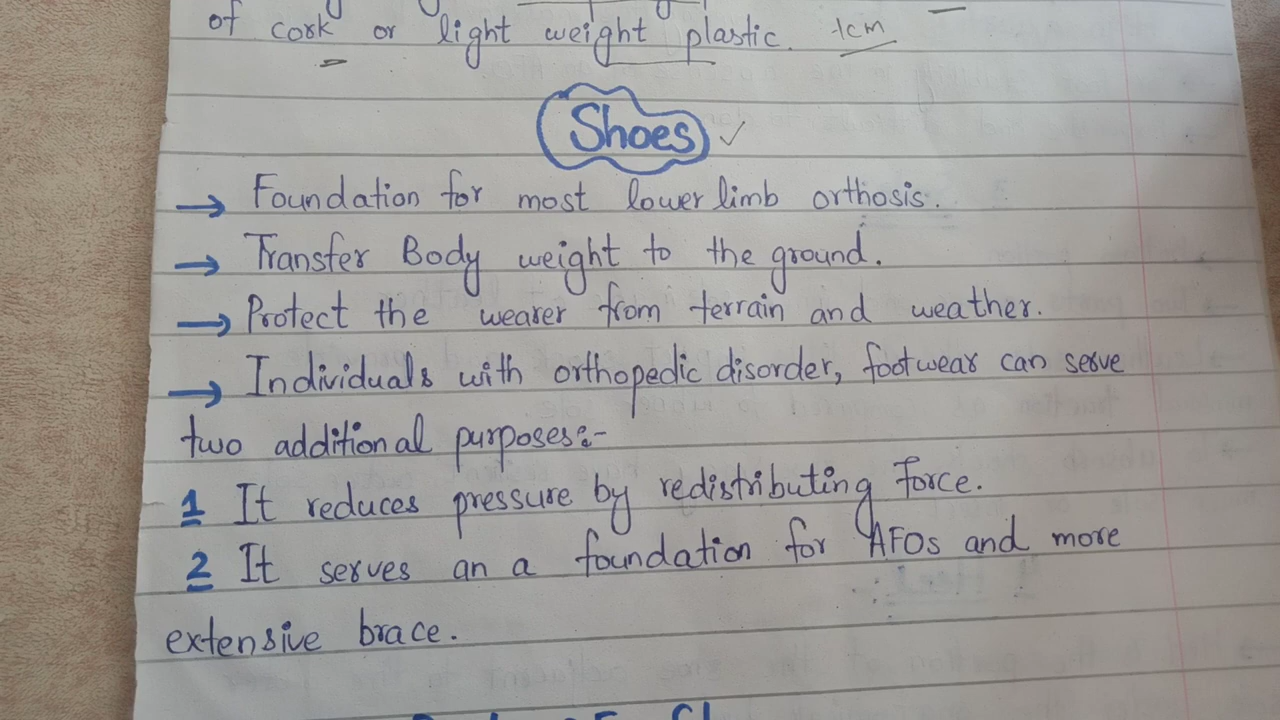 of cork or light weight plastic. 1cm
Shoes ✓
→ Foundation for most lower limb orthosis.
→ Transfer Body weight to the ground.
→ Protect the wearer from terrain and weather.
→ Individuals with orthopedic disorder, footwear can serve
two additional purposes:-
1 It reduces pressure by redistributing force.
2 It serves an a foundation for AFOs and more
extensive brace.